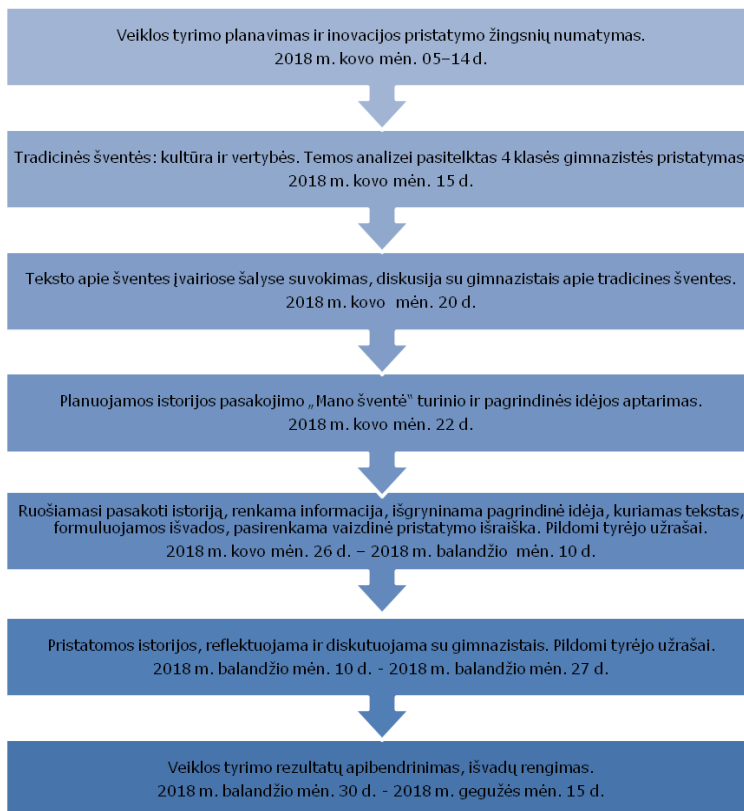 Veiklos tyrimo planavimas ir inovacijos pristatymo žingsnių numatymas.
2018 m. kovo mėn. 05–14 d.
Tradicinės šventės: kultūra ir vertybės. Temos analizei pasitelktas 4 klasės gimnazistės pristatymas
2018 m. kovo mėn. 15 d.
Teksto apie šventes įvairiose šalyse suvokimas, diskusija su gimnazistais apie tradicines šventes.
2018 m. kovo mėn. 20 d.
Planuojamos istorijos pasakojimo „Mano šventė“ turinio ir pagrindinės idėjos aptarimas.
2018 m. kovo mėn. 22 d.
Ruošiamasi pasakoti istoriją, renkama informacija, išgryninama pagrindinė idėja, kuriamas tekstas,
formuluojamos išvados, pasirenkama vaizdinė pristatymo išraiška. Pildomi tyrėjo užrašai.
2018 m. kovo mėn. 26 d. – 2018 m. balandžio mėn. 10 d.
Pristatomos istorijos, reflektuojama ir diskutuojama su gimnazistais. Pildomi tyrėjo užrašai.
2018 m. balandžio mėn. 10 d. - 2018 m. balandžio mėn. 27 d.
Veiklos tyrimo rezultatų apibendrinimas, išvadų rengimas.
2018 m. balandžio mėn. 30 d. - 2018 m. gegužės mėn. 15 d.